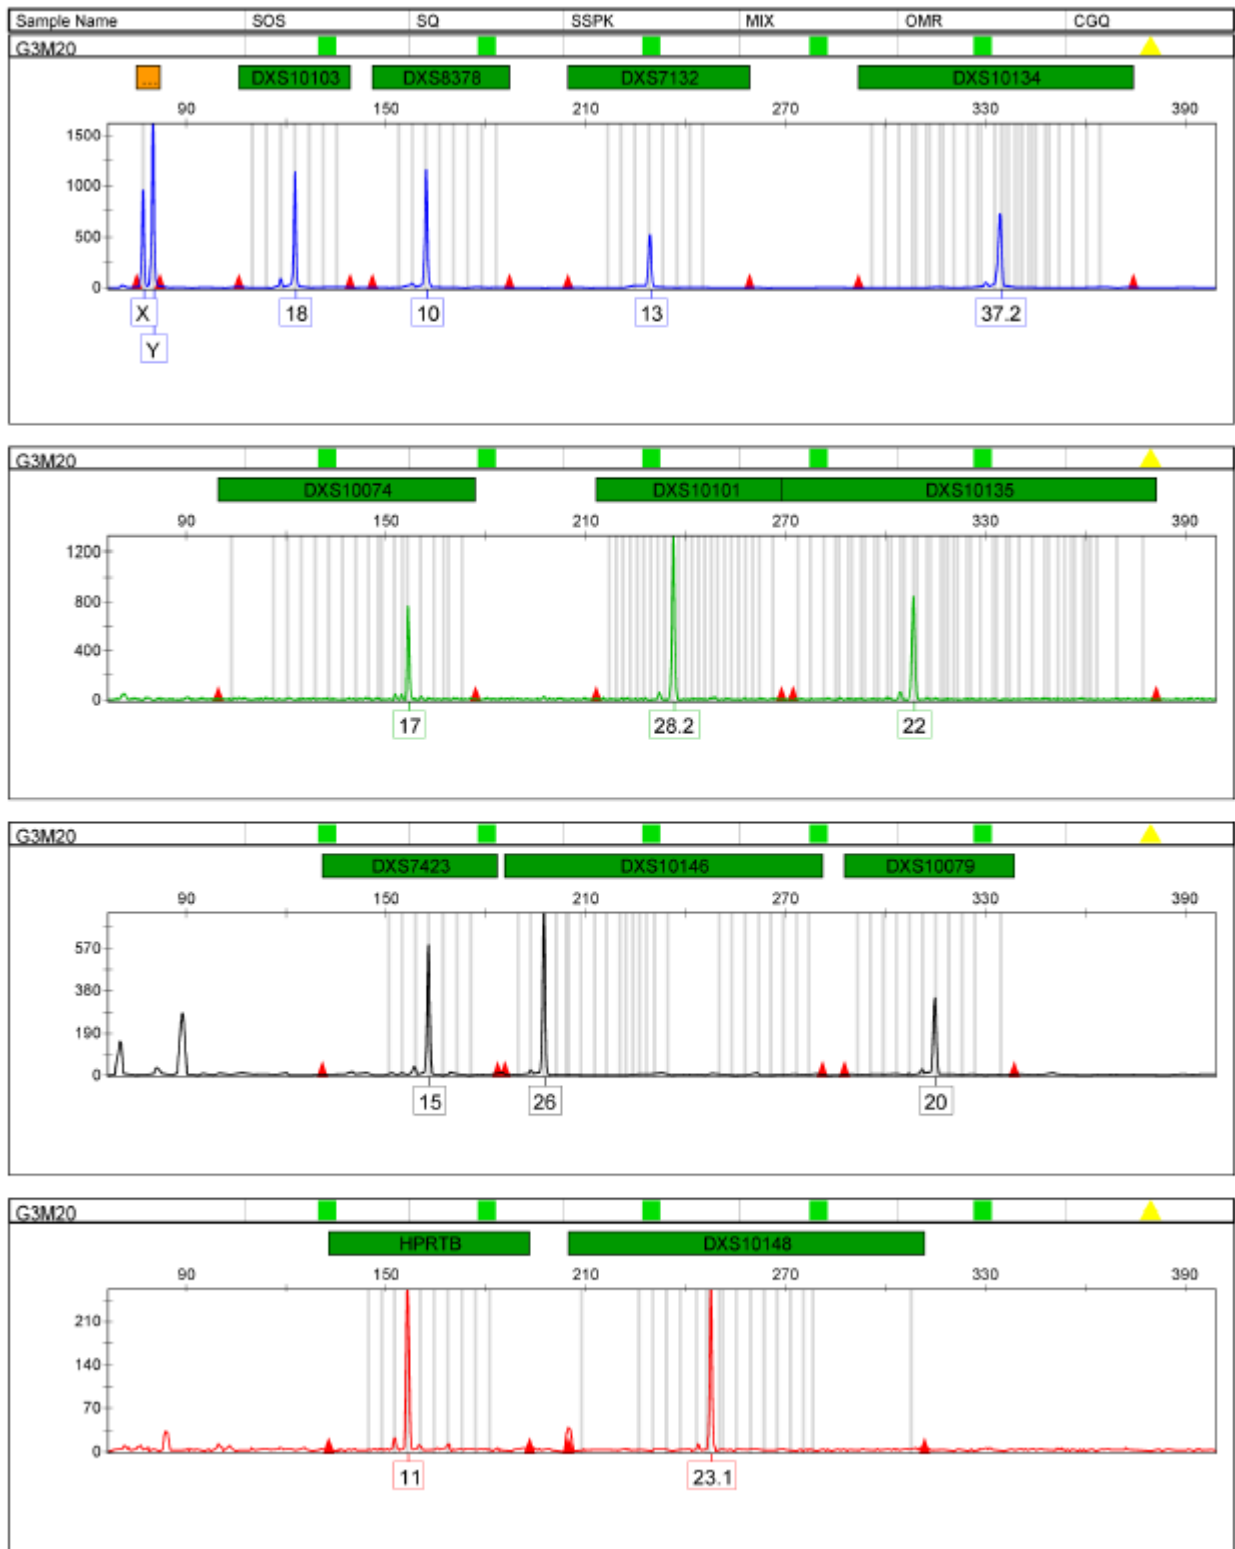 Sample Name SOS SQ SSPK MIX OMR CGQ
G3M20
... DXS10103 DXS8378 DXS7132 DXS10134
90 150 210 270 330 390
1500
1000
500
0
X 18 10 13 37.2
Y
G3M20
DXS10074 DXS10101 DXS10135
90 150 210 270 330 390
1200
800
400
0
17 28.2 22
G3M20
DXS7423 DXS10146 DXS10079
90 150 210 270 330 390
570
380
190
0
15 26 20
G3M20
HPRTB DXS10148
90 150 210 270 330 390
210
140
70
0
11 23.1